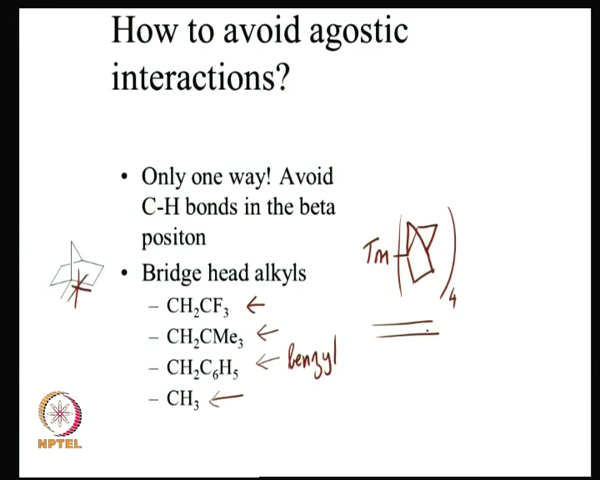 How to avoid agostic
interactions?
• Only one way! Avoid
C-H bonds in the beta
positon
• Bridge head alkyls
– CH₂CF₃
– CH₂CMe₃
– CH₂C₆H₅ benzyl
– CH₃
Tm ( )₄
NPTEL